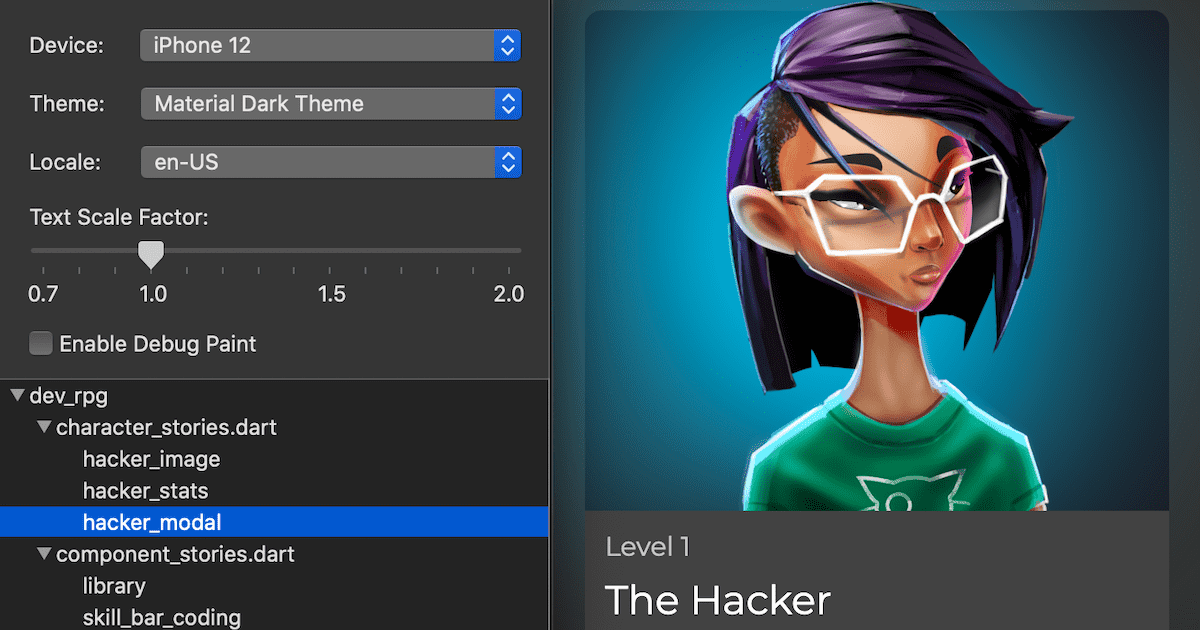 Device: iPhone 12
Theme: Material Dark Theme
Locale: en-US
Text Scale Factor:
0.7 1.0 1.5 2.0
Enable Debug Paint
dev_rpg
character_stories.dart
hacker_image
hacker_stats
hacker_modal
component_stories.dart
library
skill_bar_coding
Level 1
The Hacker